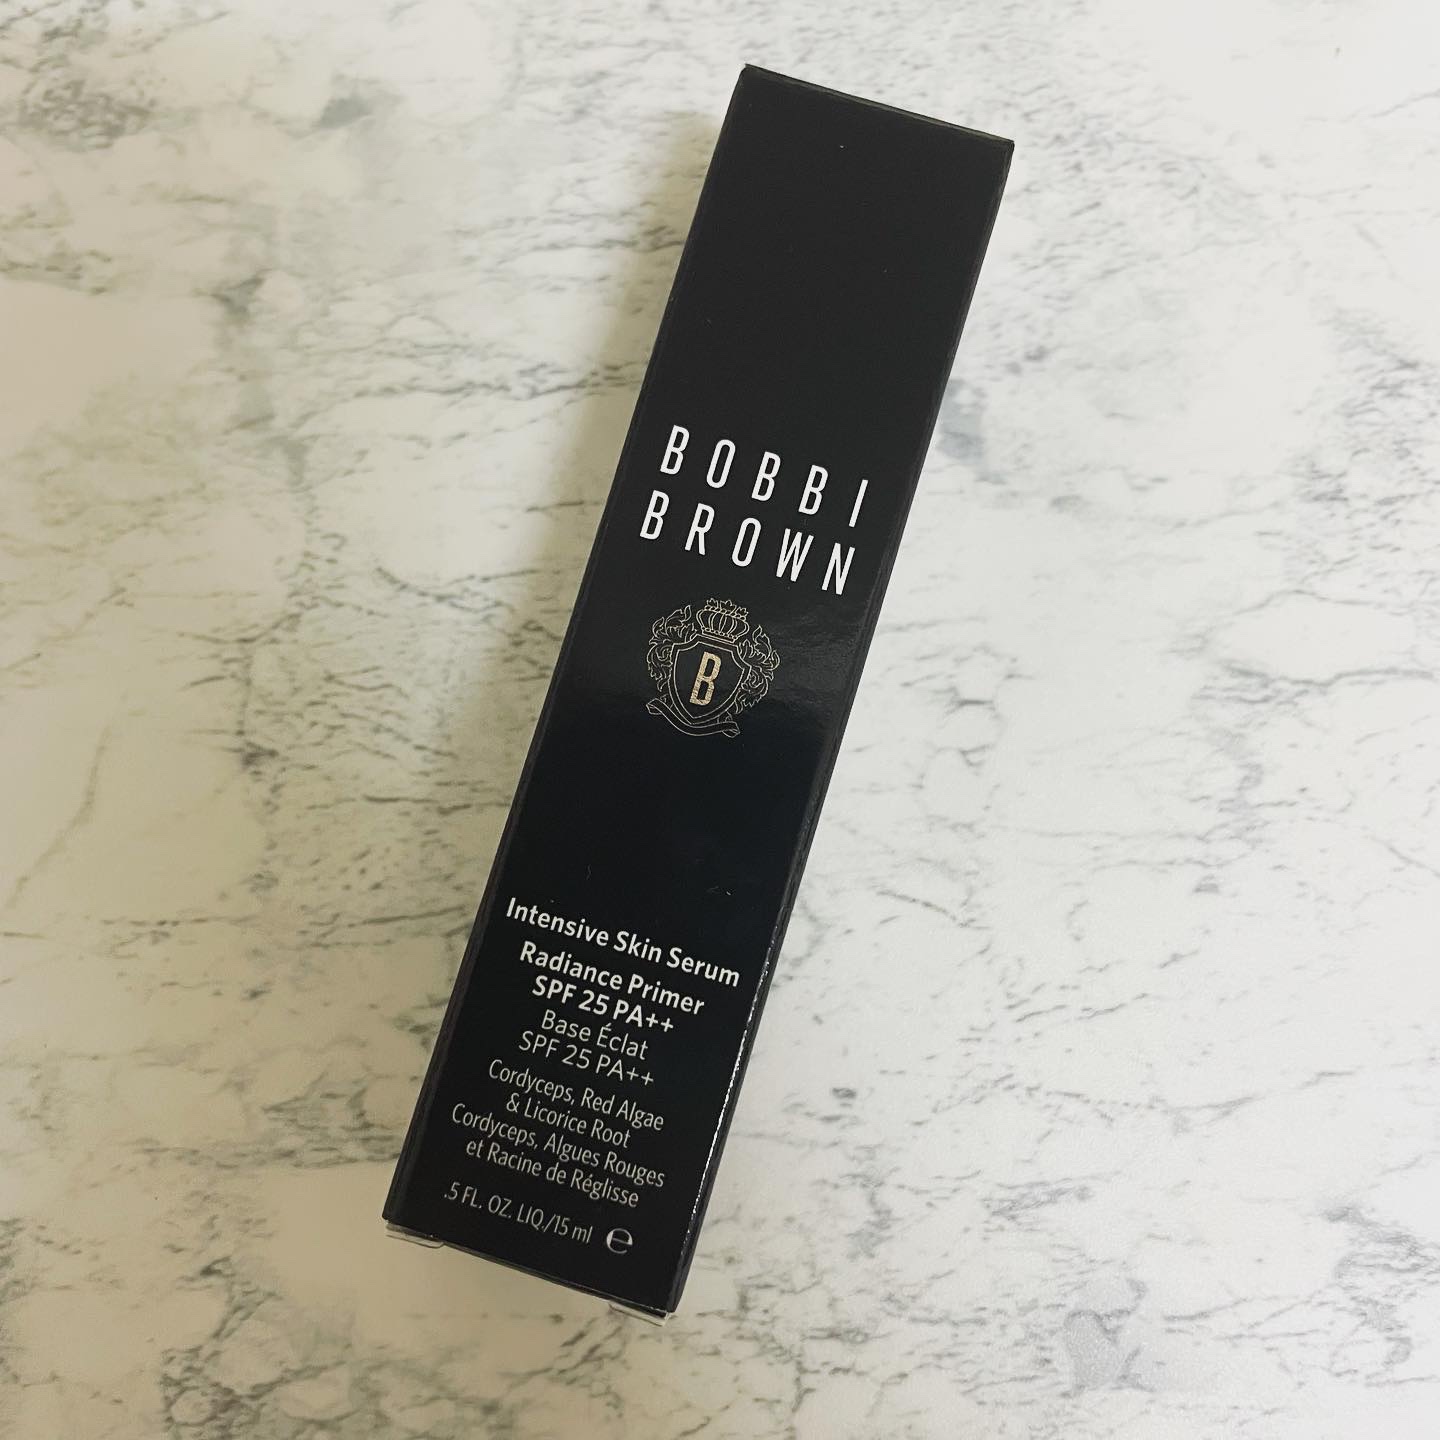 BOBBI
BROWN
B
Intensive Skin Serum
Radiance Primer
SPF 25 PA++
Base Éclat
SPF 25 PA++
Cordyceps, Red Algae
& Licorice Root
Cordyceps, Algues Rouges
et Racine de Réglisse
.5 FL. OZ. LIQ./15 ml ℮